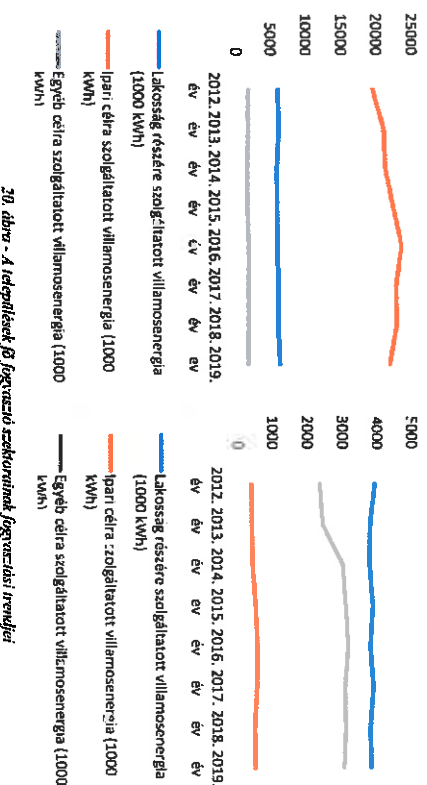 25000
20000
15000
10000
5000
0
2012. 2013. 2014. 2015. 2016. 2017. 2018. 2019.
év év év év év év év év
Lakosság részére szolgáltatott villamosenergia
(1000 kWh)
Ipari célra szolgáltatott villamosenergia (1000
kWh)
Egyéb célra szolgáltatott villamosenergia (1000
kWh)
5000
4000
3000
2000
1000
0
2012. 2013. 2014. 2015. 2016. 2017. 2018. 2019.
év év év év év év év év
Lakosság részére szolgáltatott villamosenergia
(1000 kWh)
Ipari célra szolgáltatott villamosenergia (1000
kWh)
Egyéb célra szolgáltatott villamosenergia (1000
kWh)
20. ábra - A települések fő fogyasztó szektorainak fogyasztási trendjei